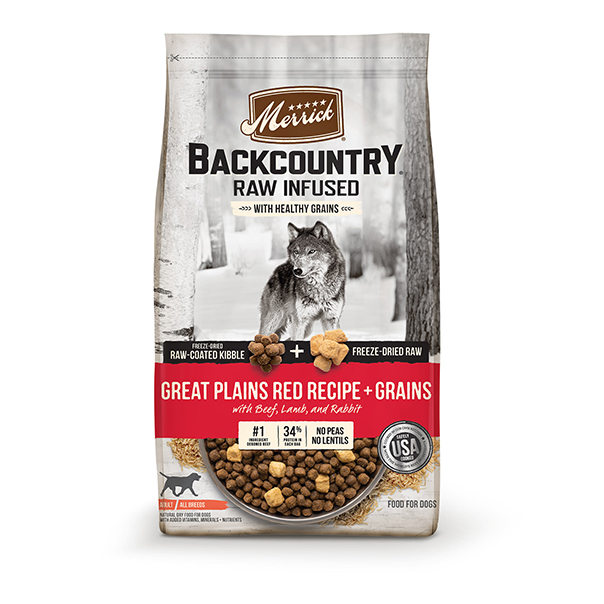 Merrick
BACKCOUNTRY®
RAW INFUSED
WITH HEALTHY GRAINS
FREEZE-DRIED
RAW-COATED KIBBLE
+
FREEZE-DRIED RAW
GREAT PLAINS RED RECIPE + GRAINS
with Beef, Lamb, and Rabbit
#1
INGREDIENT
DEBONED BEEF
34%
PROTEIN IN
EACH BAG
NO PEAS
NO LENTILS
USA
COOKED
ADULT / ALL BREEDS
NATURAL DRY FOOD FOR DOGS
WITH ADDED VITAMINS, MINERALS + NUTRIENTS
FOOD FOR DOGS